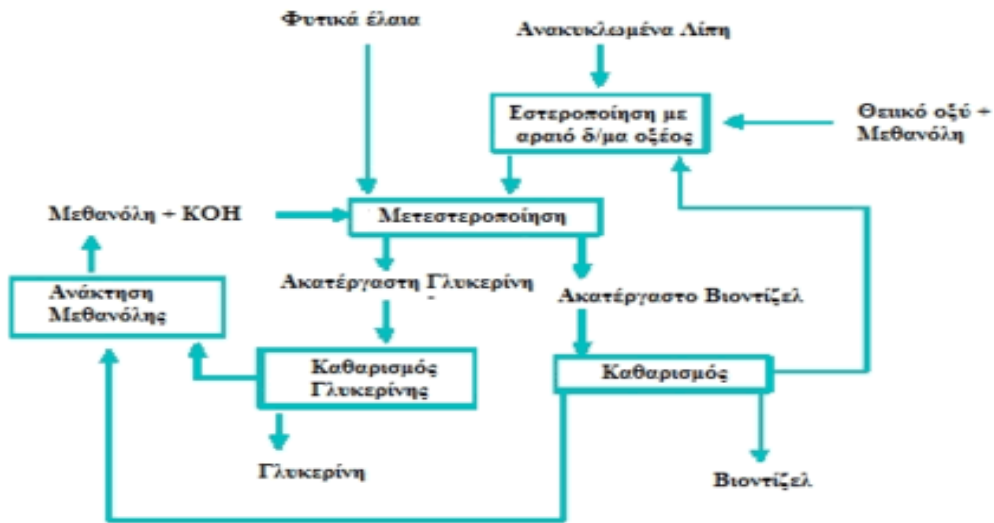 Φυτικά έλαια
Ανακυκλωμένα Λίπη
Εστεροποίηση με
αραιό δ/μα οξέος
Θειικό οξύ +
Μεθανόλη
Μεθανόλη + KOH
Μετεστεροποίηση
Ακατέργαστη Γλυκερίνη
Ακατέργαστο Βιοντίζελ
Ανάκτηση
Μεθανόλης
Καθαρισμός
Γλυκερίνης
Καθαρισμός
Γλυκερίνη
Βιοντίζελ